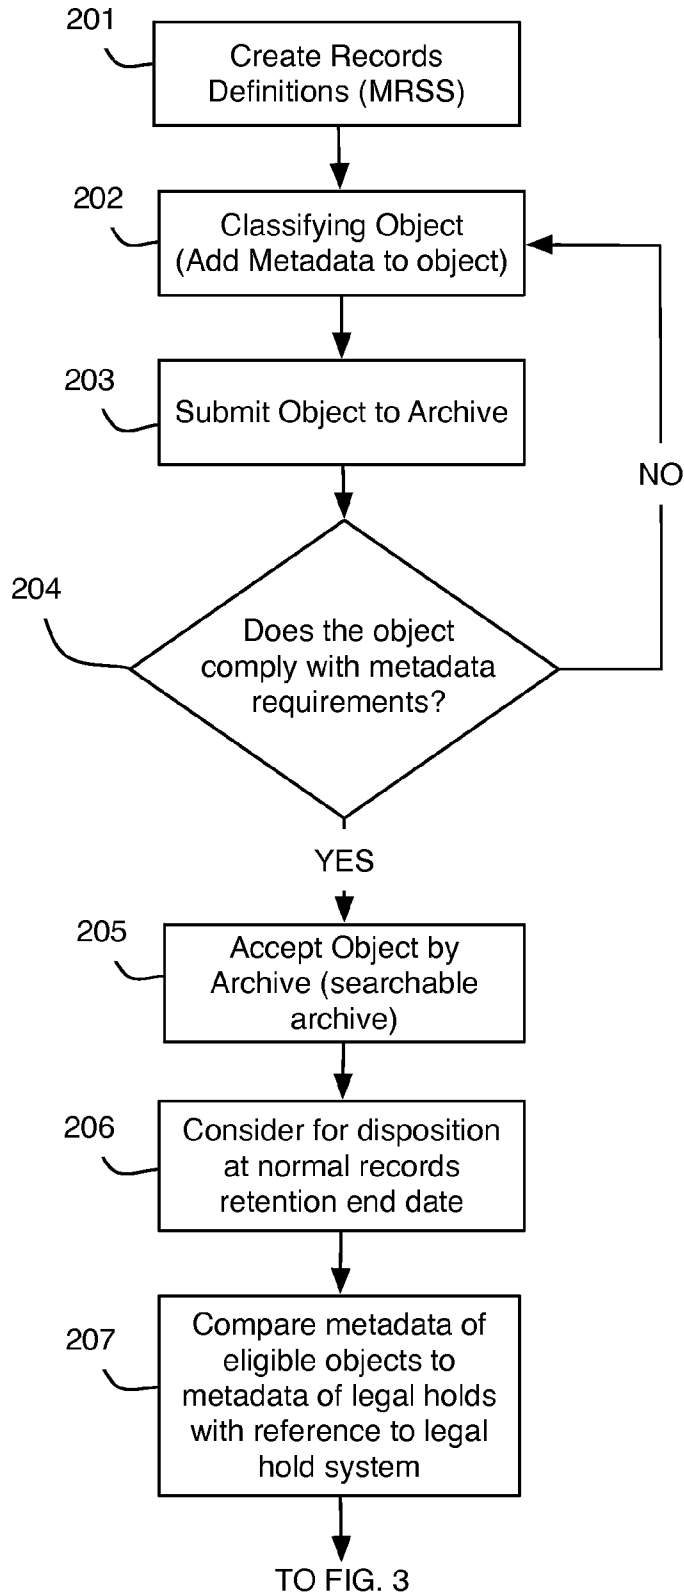 201
Create Records
Definitions (MRSS)
202
Classifying Object
(Add Metadata to object)
203
Submit Object to Archive
NO
204
Does the object
comply with metadata
requirements?
YES
205
Accept Object by
Archive (searchable
archive)
206
Consider for disposition
at normal records
retention end date
207
Compare metadata of
eligible objects to
metadata of legal holds
with reference to legal
hold system
TO FIG. 3